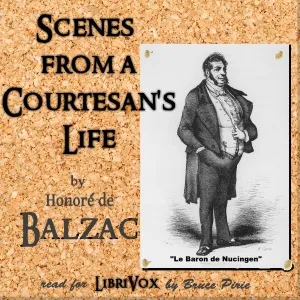 SCENES
FROM A
COURTESAN'S
LIFE
by
Honoré de
BALZAC
"Le Baron de Nucingen"
read for LIBRIVOX by Bruce Pirie